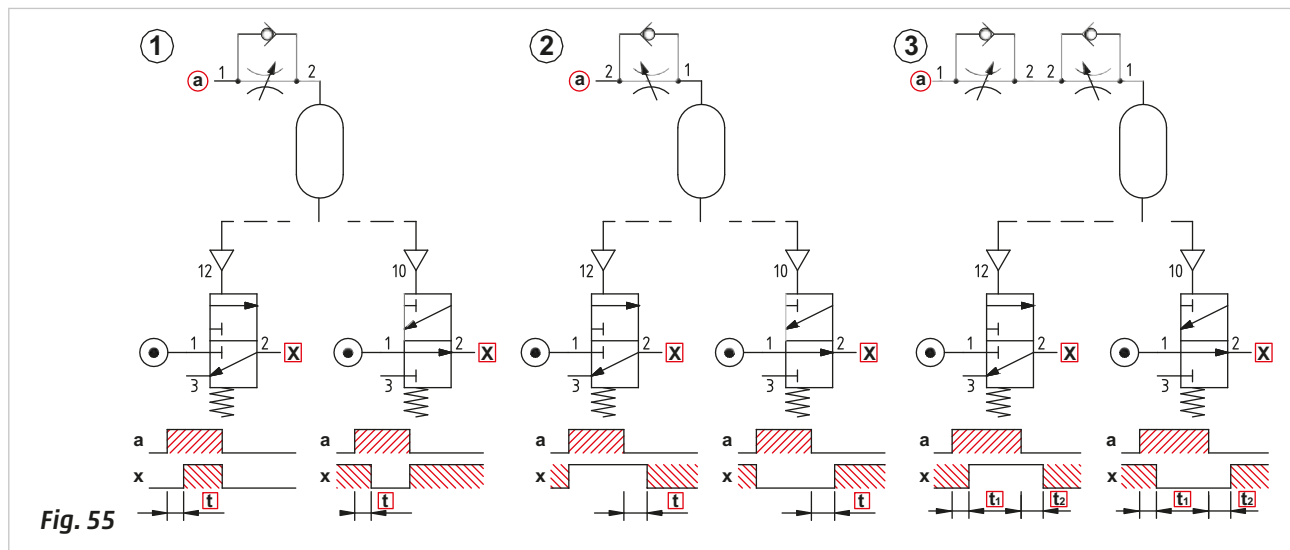 1 2 3
1 2 2 1 1 2 2 1
a a a
12 10 12 10 12 10
1 2 X 1 2 X 1 2 X 1 2 X 1 2 X 1 2 X
3 3 3 3 3 3
a a a a a a
x x x x x x
t t t t t1 t2 t1 t2
Fig. 55